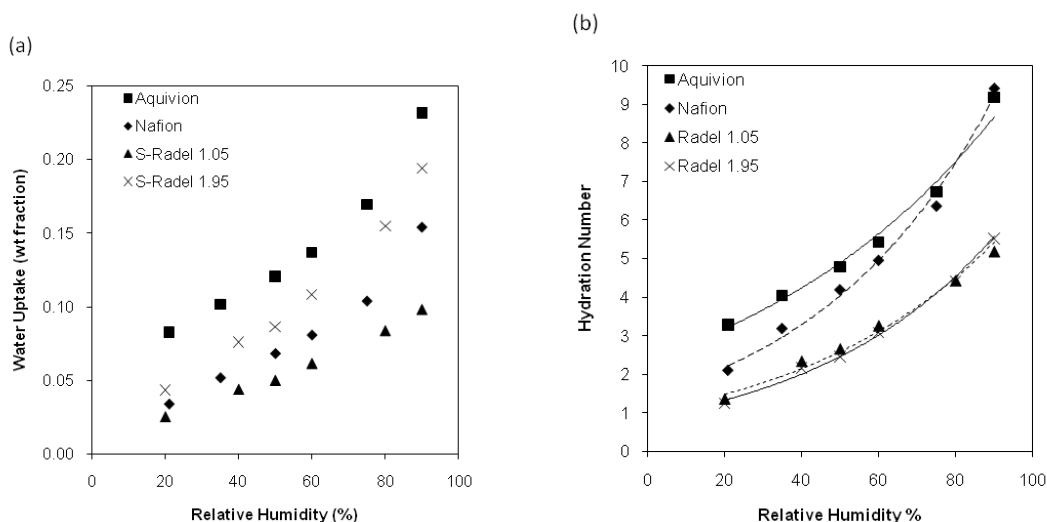 (a)
0.25
0.20
0.15
0.10
0.05
0.00
Water Uptake (wt fraction)
Aquivion
Nafion
S-Radel 1.05
S-Radel 1.95
0 20 40 60 80 100
Relative Humidity (%)
(b)
10
9
8
7
6
5
4
3
2
1
0
Hydration Number
Aquivion
Nafion
Radel 1.05
Radel 1.95
0 20 40 60 80 100
Relative Humidity %